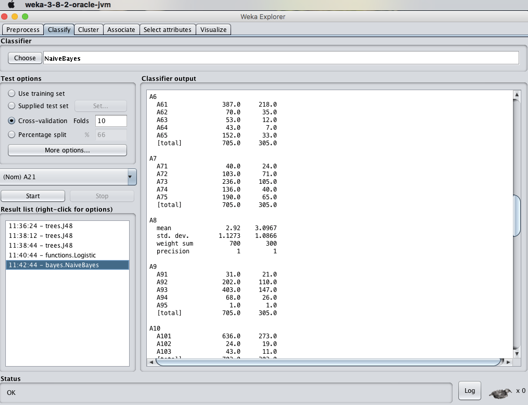 weka-3-8-2-oracle-jvm
Weka Explorer
Preprocess Classify Cluster Associate Select attributes Visualize
Classifier
Choose NaiveBayes
Test options
Use training set
Supplied test set Set...
Cross-validation Folds 10
Percentage split % 66
More options...
(Nom) A21
Start Stop
Result list (right-click for options)
11:36:24 - trees.J48
11:38:12 - trees.J48
11:38:44 - trees.J48
11:40:44 - functions.Logistic
11:42:44 - bayes.NaiveBayes
Classifier output
A6
A61 387.0 218.0
A62 70.0 35.0
A63 53.0 12.0
A64 43.0 7.0
A65 152.0 33.0
[total] 705.0 305.0
A7
A71 40.0 24.0
A72 103.0 71.0
A73 236.0 105.0
A74 136.0 40.0
A75 190.0 65.0
[total] 705.0 305.0
A8
mean 2.92 3.0967
std. dev. 1.1273 1.0866
weight sum 700 300
precision 1 1
A9
A91 31.0 21.0
A92 202.0 110.0
A93 403.0 147.0
A94 68.0 26.0
A95 1.0 1.0
[total] 705.0 305.0
A10
A101 636.0 273.0
A102 24.0 19.0
A103 43.0 11.0
Status
OK
Log
x 0